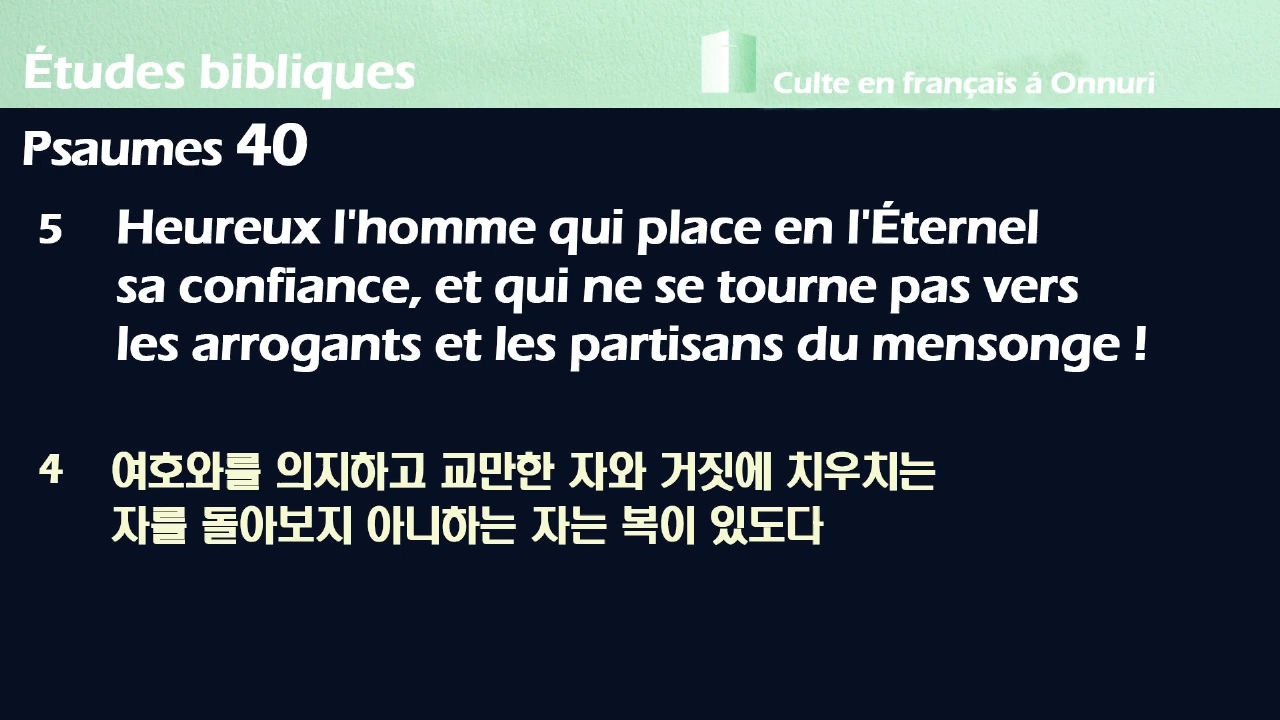 Études bibliques
Culte en français á Onnuri
Psaumes 40
5 Heureux l'homme qui place en l'Éternel
sa confiance, et qui ne se tourne pas vers
les arrogants et les partisans du mensonge !
4 여호와를 의지하고 교만한 자와 거짓에 치우치는
자를 돌아보지 아니하는 자는 복이 있도다